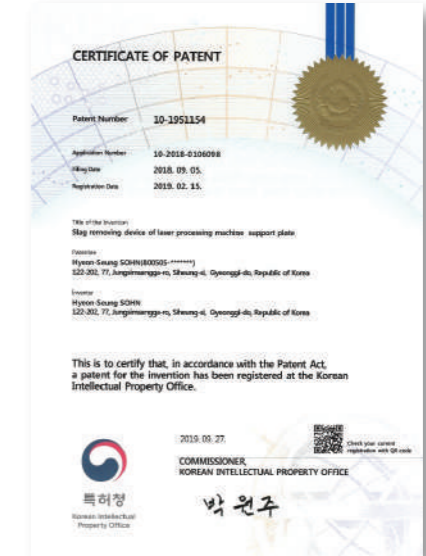 CERTIFICATE OF PATENT
Patent Number 10-1951154
Application Number 10-2018-0106098
Filing Date 2018. 09. 05.
Registration Date 2019. 02. 15.
Title of the Invention
Slag removing device of laser processing machine support plate
Patentee
Hyeon-Seung SOHN(800505-*******)
122-202, 77, Jungsimsangga-ro, Siheung-si, Gyeonggi-do, Republic of Korea
Inventor
Hyeon-Seung SOHN
122-202, 77, Jungsimsangga-ro, Siheung-si, Gyeonggi-do, Republic of Korea
This is to certify that, in accordance with the Patent Act,
a patent for the invention has been registered at the Korean
Intellectual Property Office.
2019. 09. 27.
Check your current
registration with QR code
COMMISSIONER,
KOREAN INTELLECTUAL PROPERTY OFFICE
박원주
특허청
Korean Intellectual
Property Office